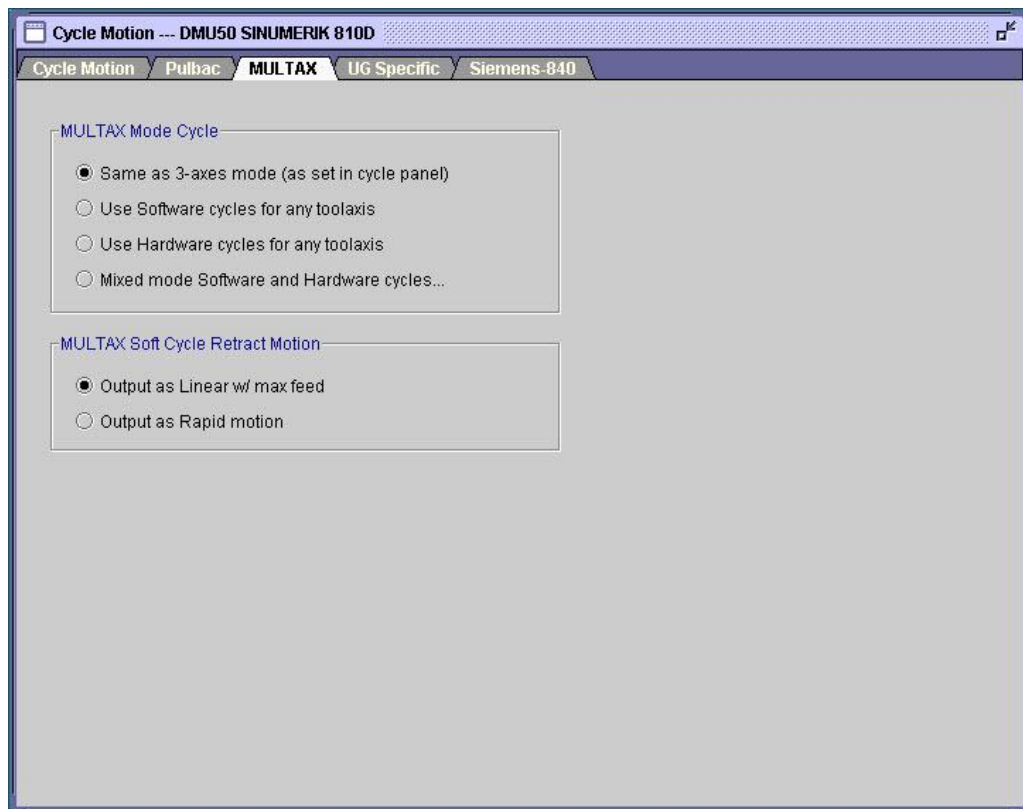 Cycle Motion --- DMU50 SINUMERIK 810D
Cycle Motion Pulbac MULTAX UG Specific Siemens-840
MULTAX Mode Cycle
Same as 3-axes mode (as set in cycle panel)
Use Software cycles for any toolaxis
Use Hardware cycles for any toolaxis
Mixed mode Software and Hardware cycles...
MULTAX Soft Cycle Retract Motion
Output as Linear w/ max feed
Output as Rapid motion